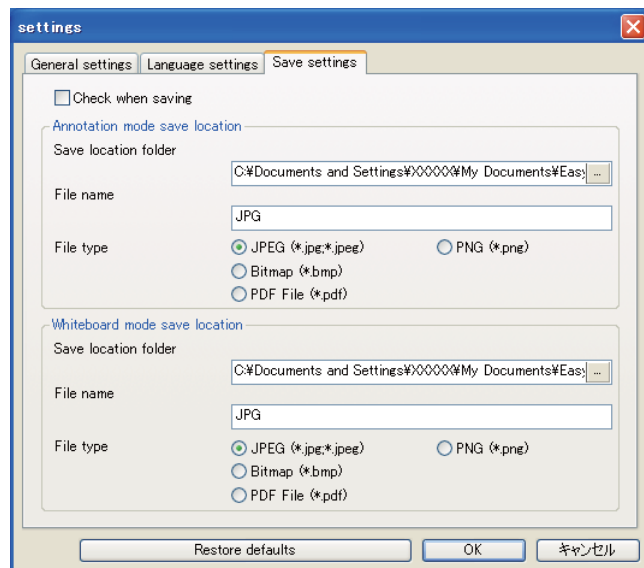 settings
General settings Language settings Save settings
Check when saving
Annotation mode save location
Save location folder
C:¥Documents and Settings¥XXXXX¥My Documents¥Easy ...
File name
JPG
File type JPEG (*.jpg;*.jpeg) PNG (*.png)
Bitmap (*.bmp)
PDF File (*.pdf)
Whiteboard mode save location
Save location folder
C:¥Documents and Settings¥XXXXX¥My Documents¥Easy ...
File name
JPG
File type JPEG (*.jpg;*.jpeg) PNG (*.png)
Bitmap (*.bmp)
PDF File (*.pdf)
Restore defaults OK キャンセル